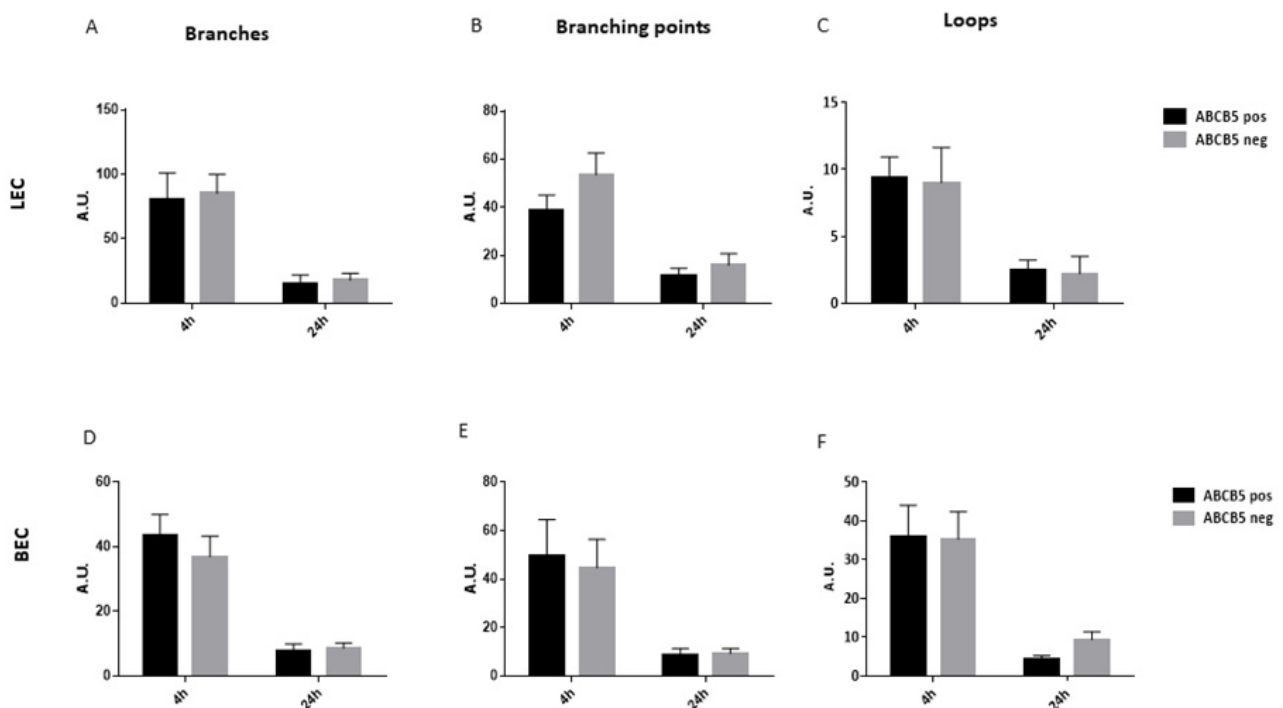 A
Branches
B
Branching points
C
Loops
LEC
A.U.
150
100
50
0
4h
24h
A.U.
80
60
40
20
0
4h
24h
A.U.
15
10
5
0
4h
24h
ABCB5 pos
ABCB5 neg
D
E
F
BEC
A.U.
60
40
20
0
4h
24h
A.U.
80
60
40
20
0
4h
24h
A.U.
50
40
30
20
10
0
4h
24h
ABCB5 pos
ABCB5 neg